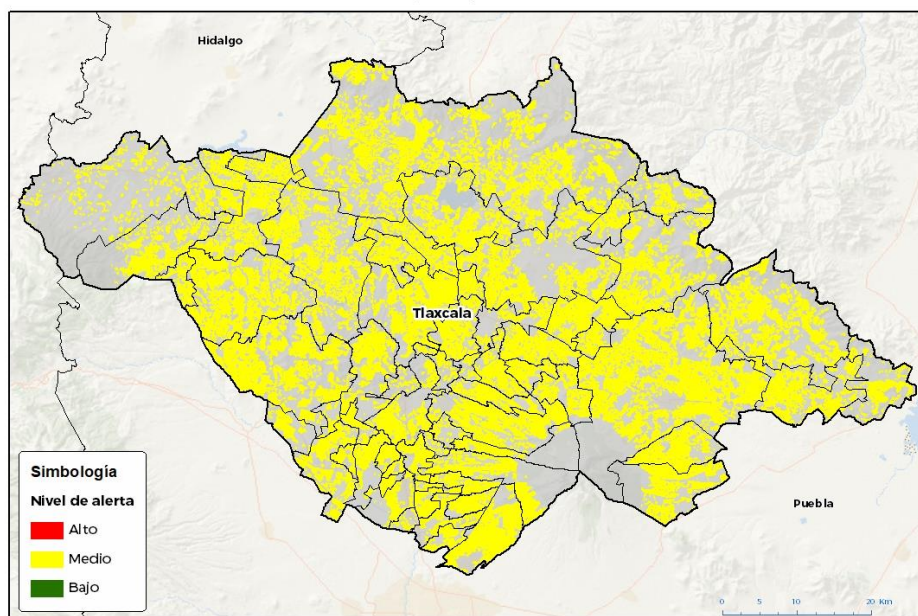 Hidalgo
Tlaxcala
Simbología
Nivel de alerta
Alto
Medio
Bajo
Puebla
0 5 10 20 Km